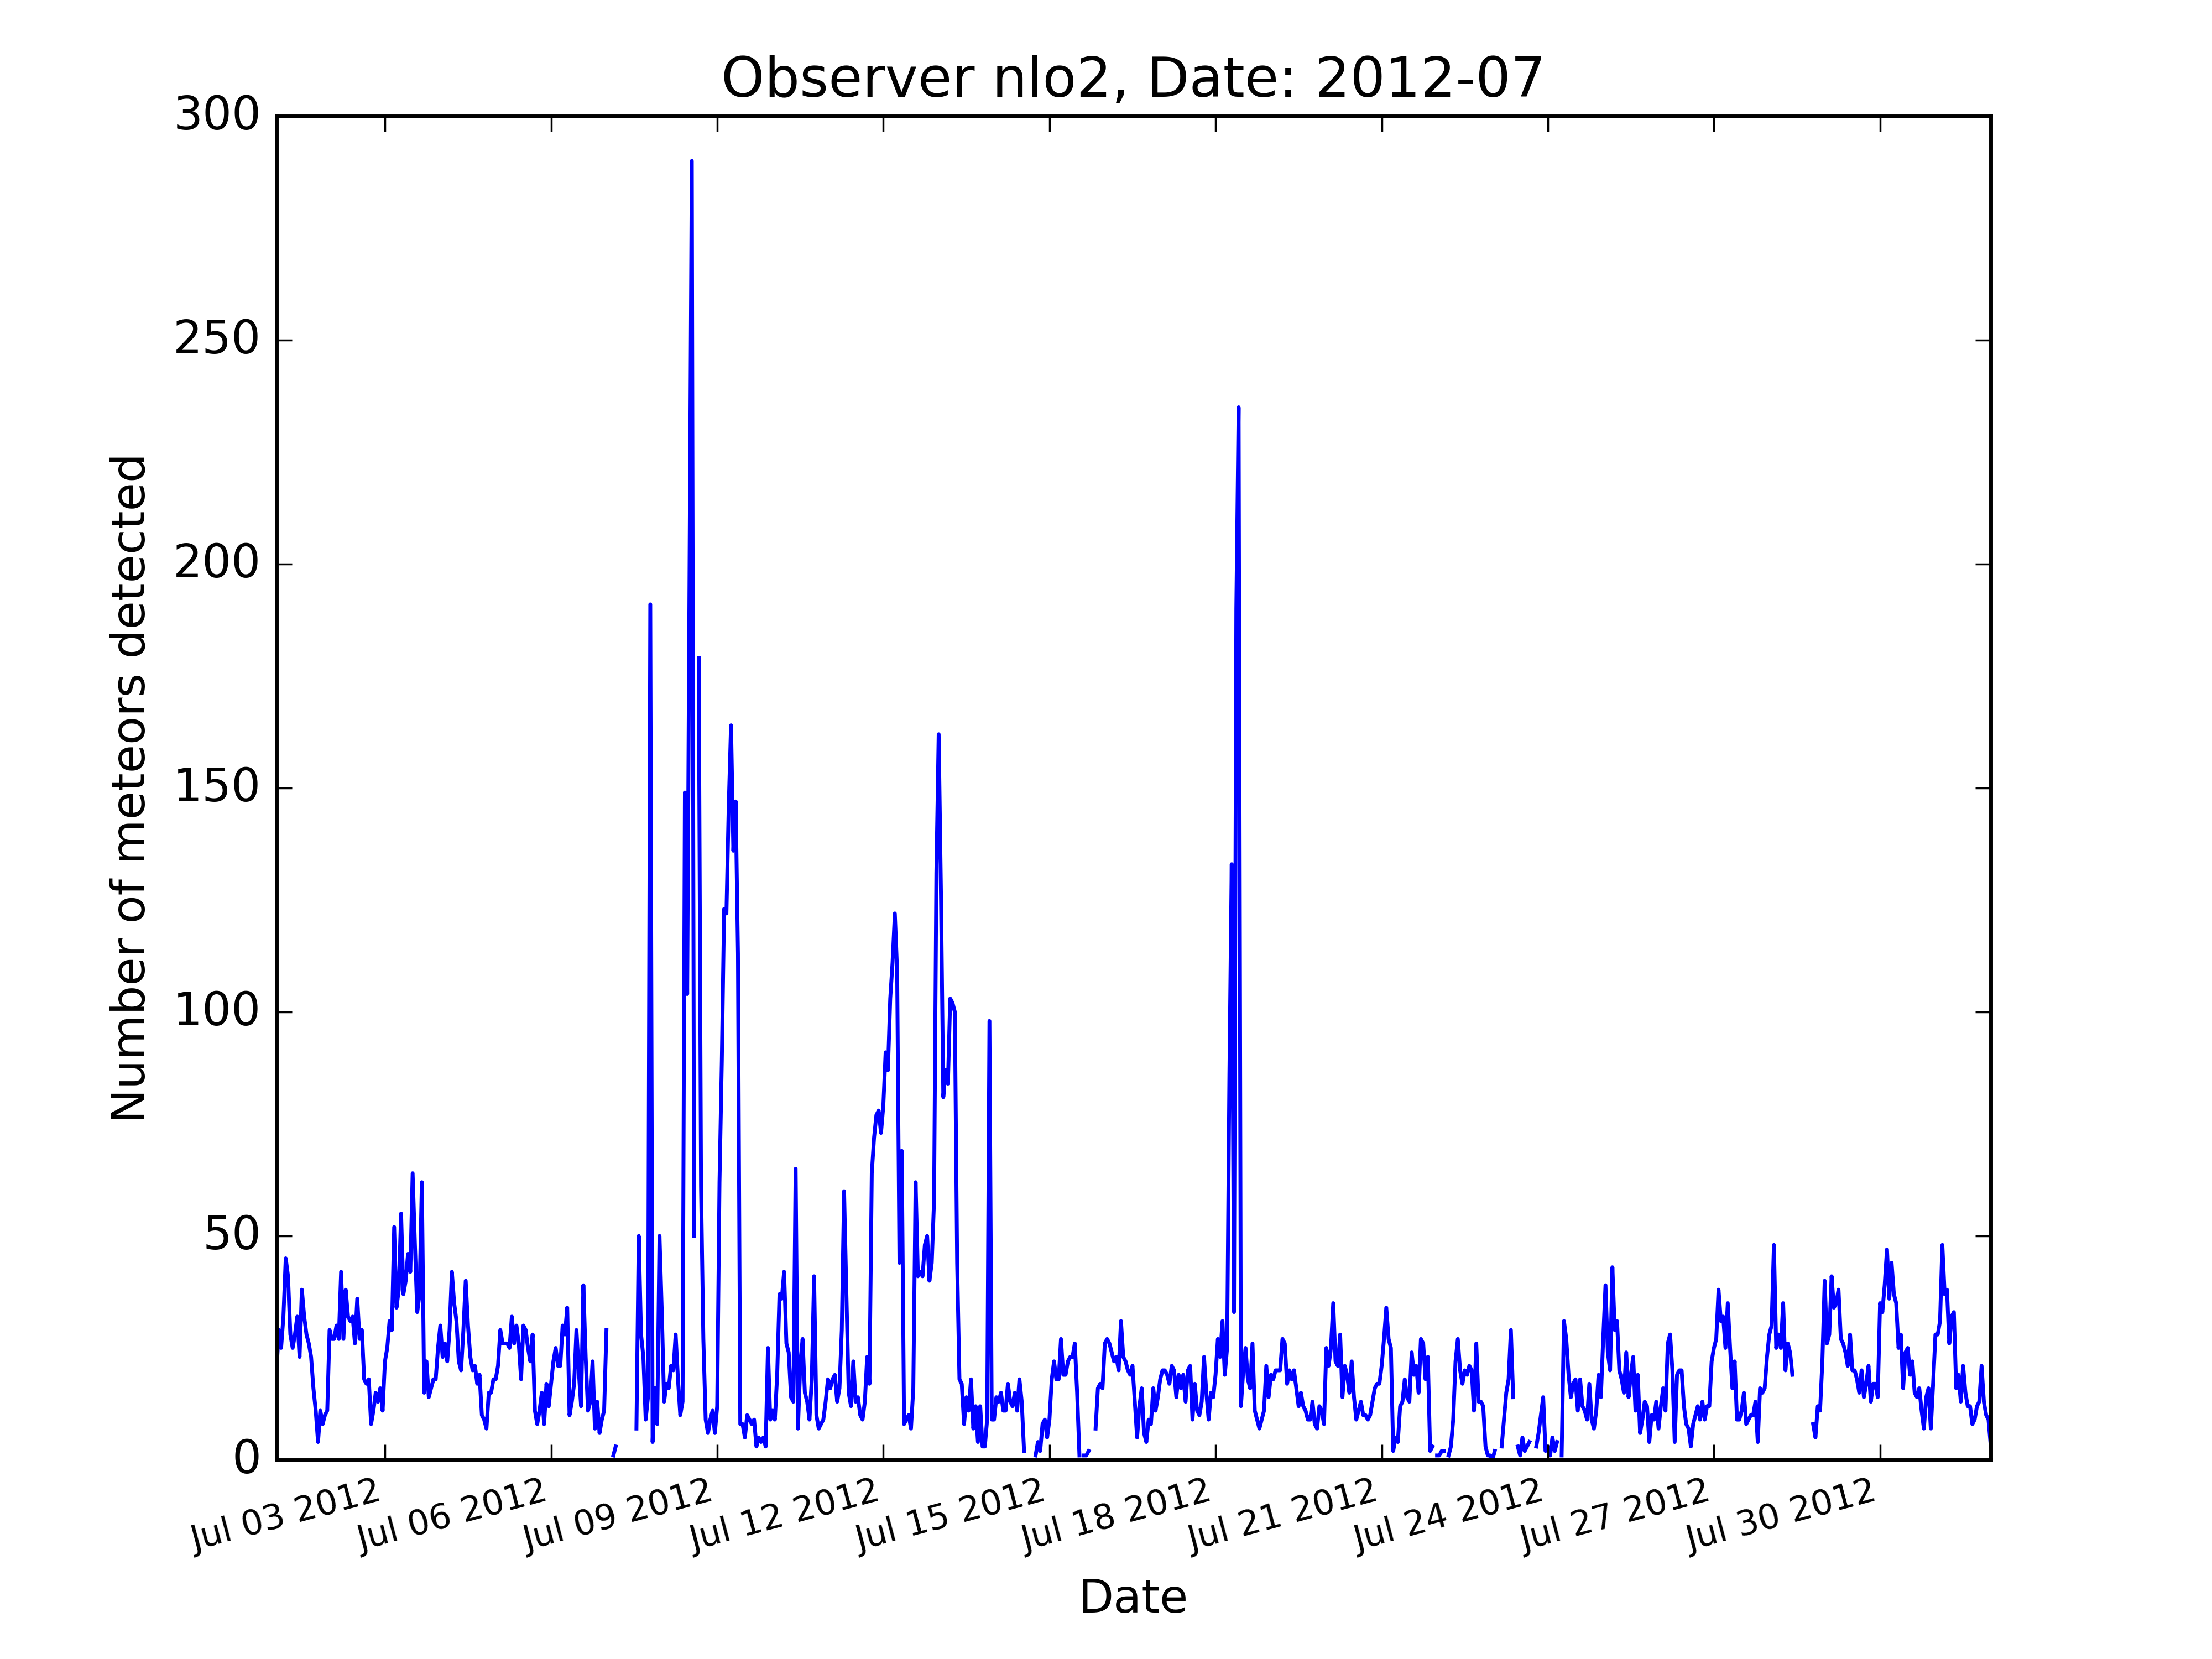 Observer nlo2, Date: 2012-07
300
250
200
150
100
50
0
Number of meteors detected
Jul 03 2012
Jul 06 2012
Jul 09 2012
Jul 12 2012
Jul 15 2012
Jul 18 2012
Jul 21 2012
Jul 24 2012
Jul 27 2012
Jul 30 2012
Date